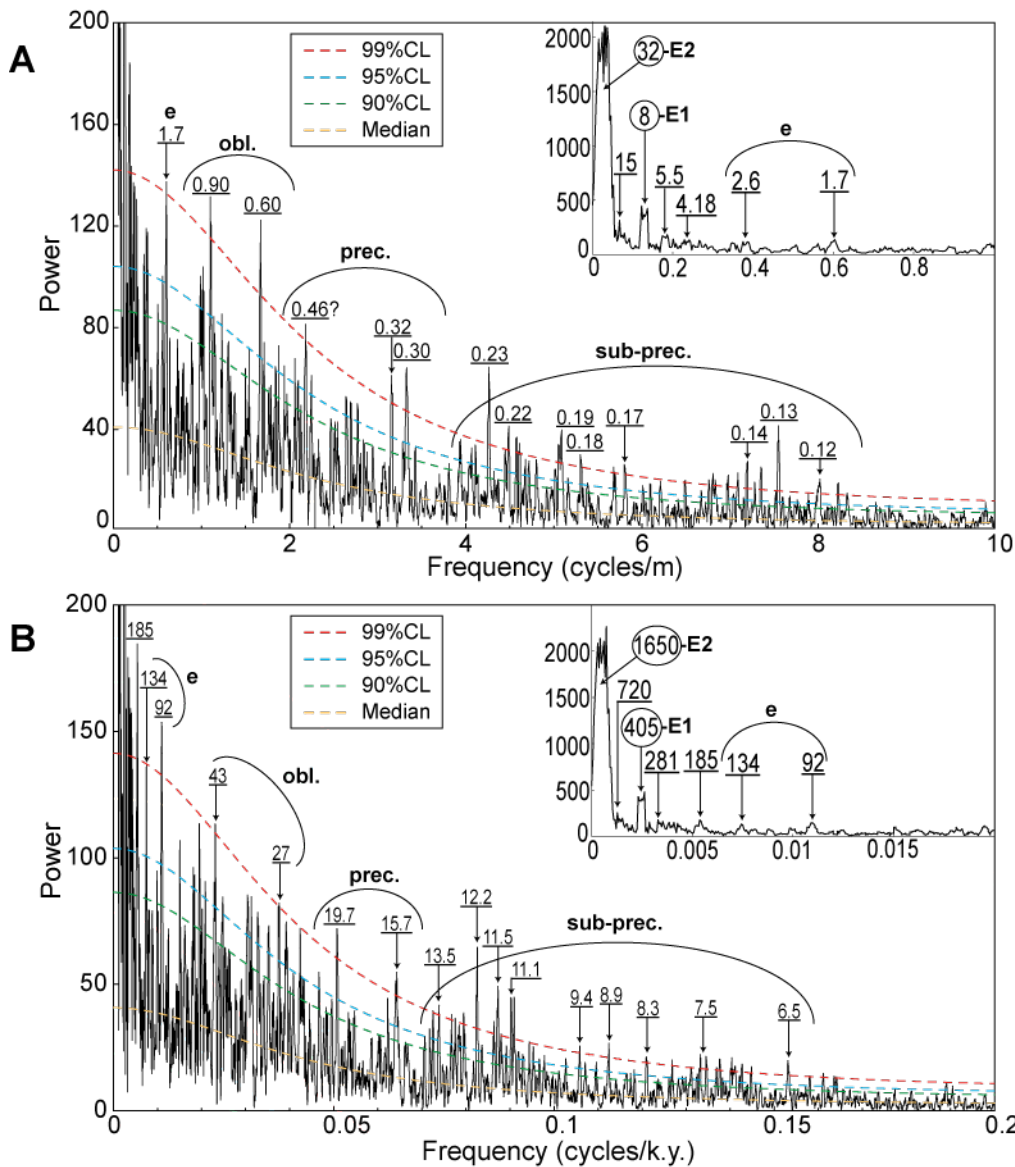 A
Power
200
160
120
80
40
0
99%CL
95%CL
90%CL
Median
e
1.7
obl.
0.90
0.60
prec.
0.46?
0.32
0.30
sub-prec.
0.23
0.22
0.19
0.18
0.17
0.14
0.13
0.12
0 2 4 6 8 10
Frequency (cycles/m)
2000
1500
1000
500
0
32-E2
8-E1
15
5.5
4.18
e
2.6
1.7
0 0.2 0.4 0.6 0.8
B
Power
200
150
100
50
0
99%CL
95%CL
90%CL
Median
185
134
92
e
obl.
43
27
prec.
19.7
15.7
sub-prec.
13.5
12.2
11.5
11.1
9.4
8.9
8.3
7.5
6.5
0 0.05 0.1 0.15 0.2
Frequency (cycles/k.y.)
2000
1500
1000
500
0
1650-E2
720
405-E1
281
185
e
134
92
0 0.005 0.01 0.015